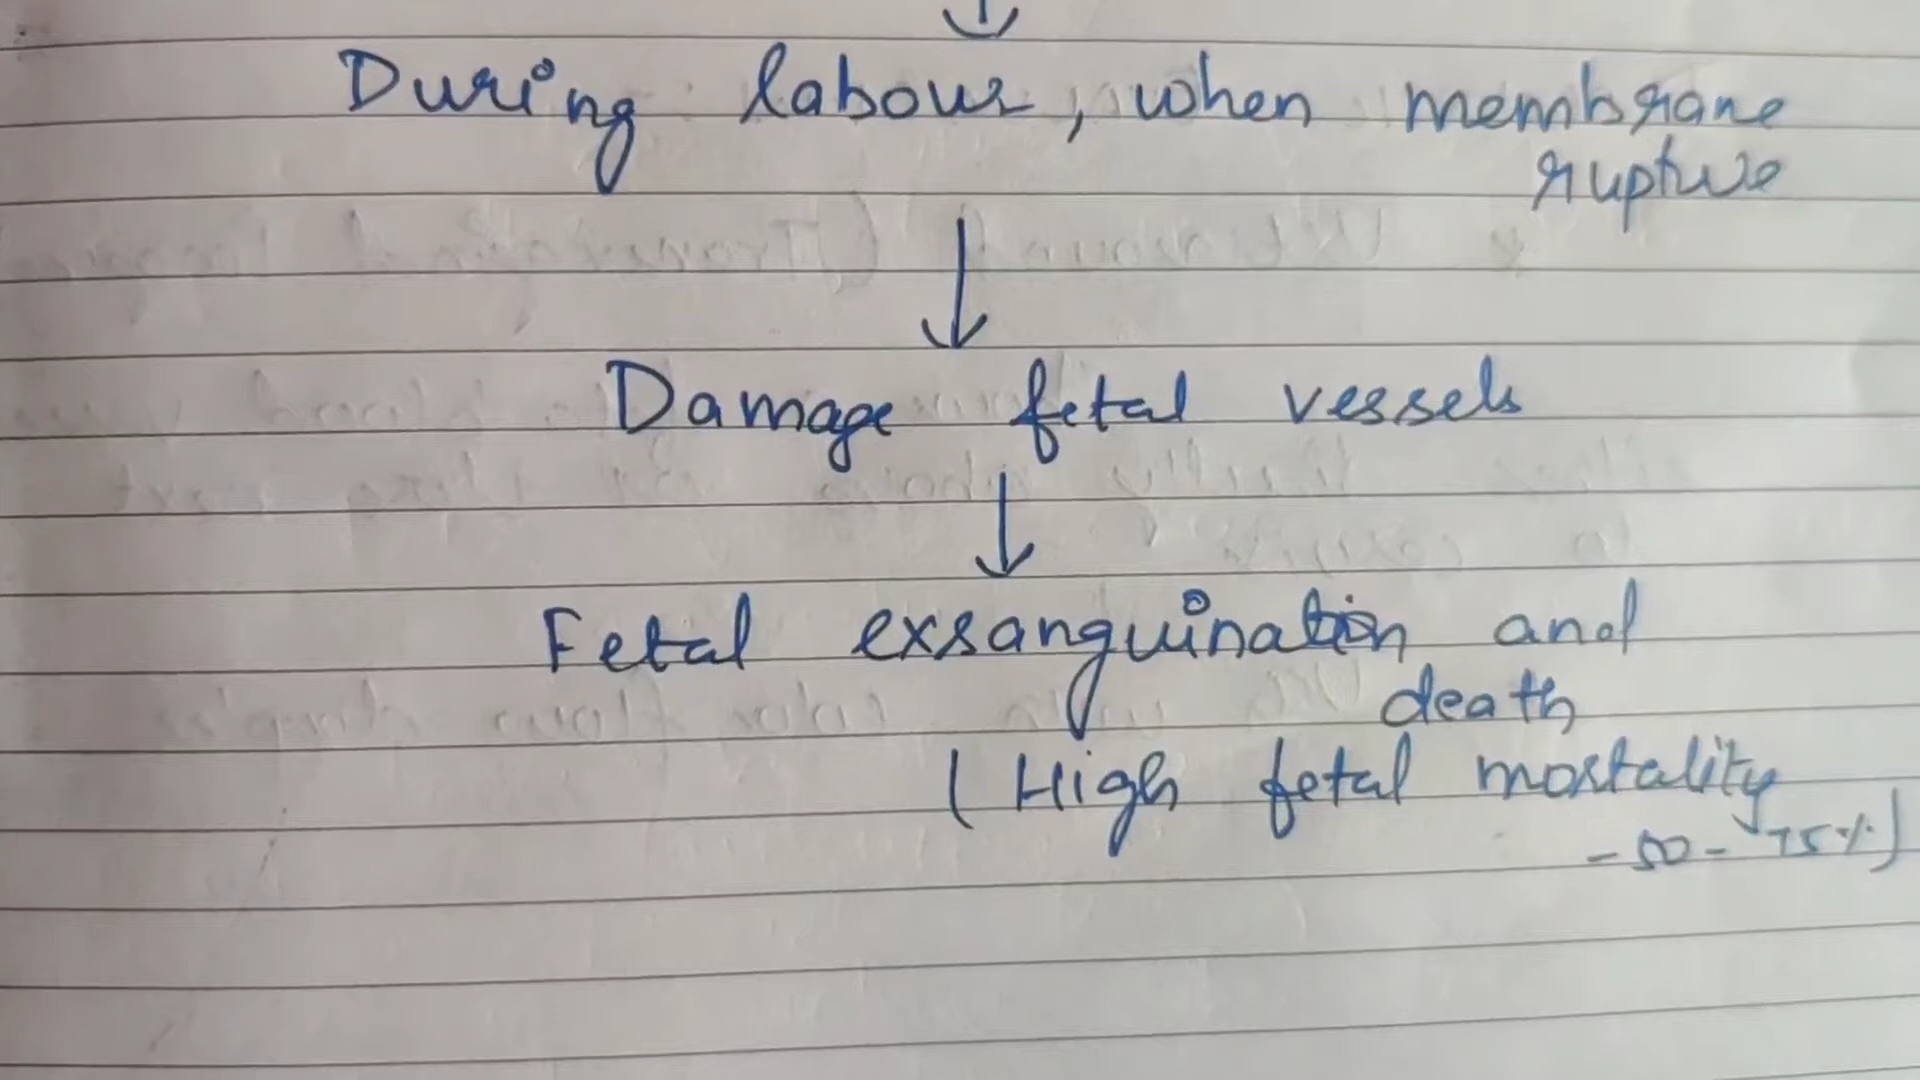 ↓
During labour, when membrane
rupture
↓
Damage fetal vessels
↓
Fetal exsanguination and
death
( High fetal mortality
- 50 - 75%)